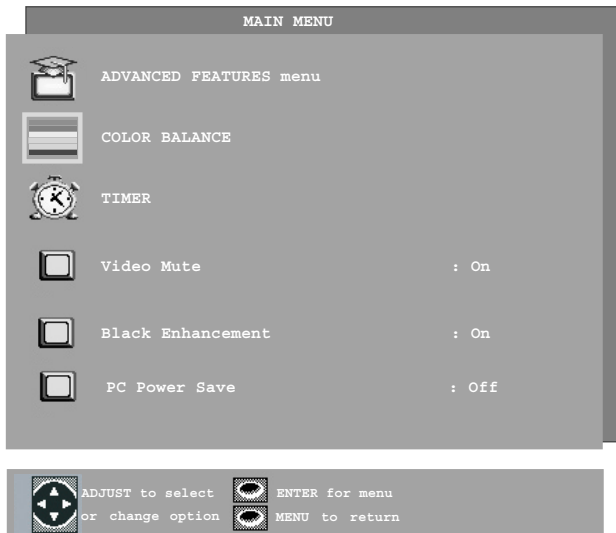 MAIN MENU
ADVANCED FEATURES menu
COLOR BALANCE
TIMER
Video Mute : On
Black Enhancement : On
PC Power Save : Off
ADJUST to select ENTER for menu
or change option MENU to return